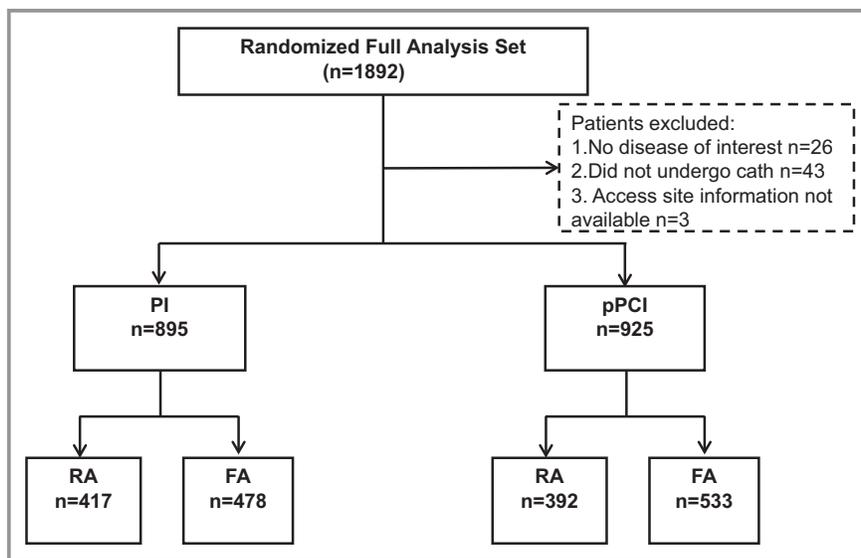 Randomized Full Analysis Set
(n=1892)
Patients excluded:
1.No disease of interest n=26
2.Did not undergo cath n=43
3. Access site information not
available n=3
PI
n=895
pPCI
n=925
RA
n=417
FA
n=478
RA
n=392
FA
n=533